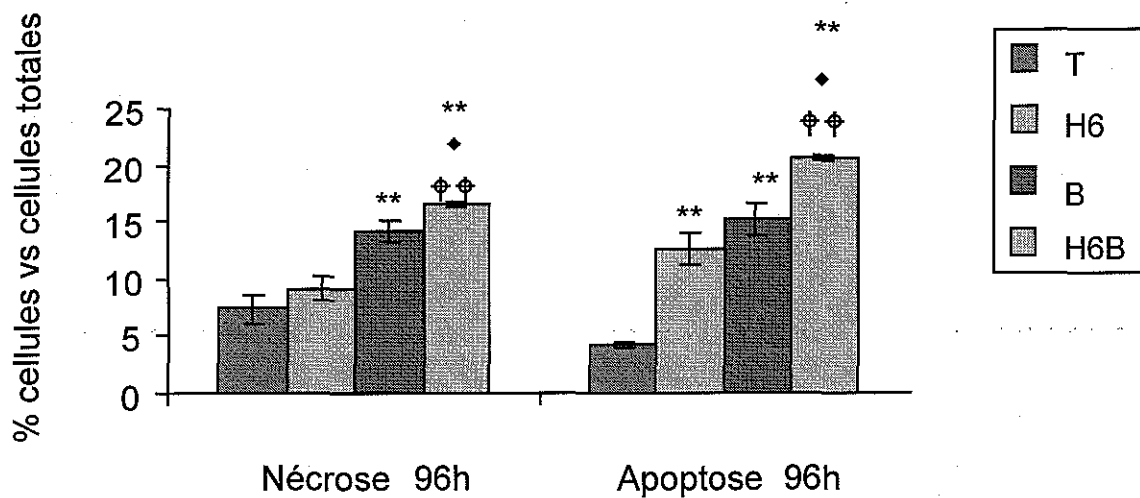 % cellules vs cellules totales
25
20
15
10
5
0
**
**
**
**
**
Nécrose 96h
Apoptose 96h
T
H6
B
H6B